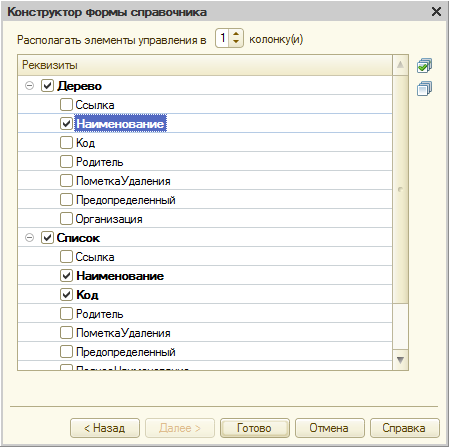 Конструктор формы справочника
Располагать элементы управления в 1 колонку(и)
Реквизиты
Дерево
Ссылка
Наименование
Код
Родитель
ПометкаУдаления
Предопределенный
Организация
Список
Ссылка
Наименование
Код
Родитель
ПометкаУдаления
Предопределенный
< Назад Далее > Готово Отмена Справка